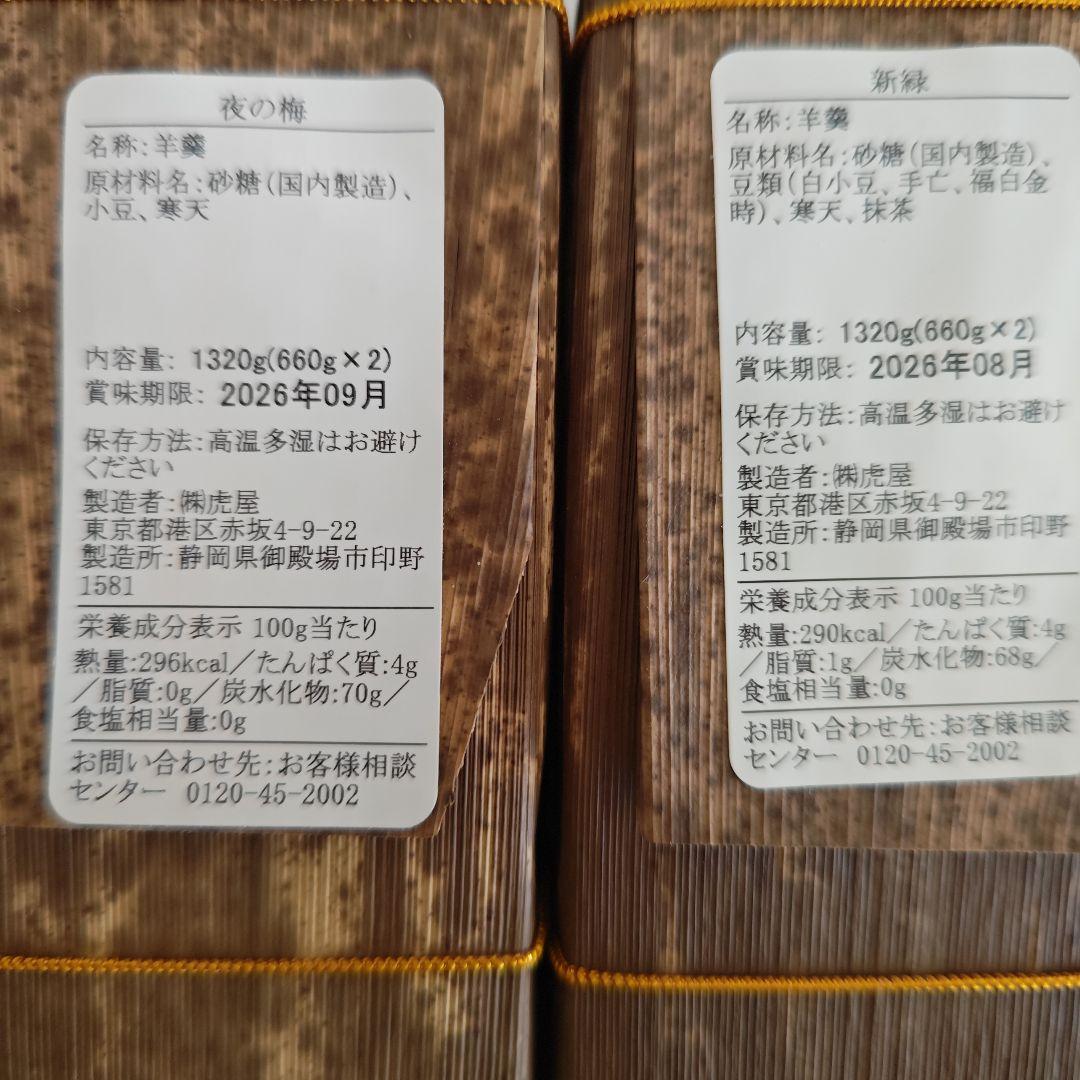 夜の梅
名称:羊羹
原材料名:砂糖(国内製造)、
小豆、寒天
内容量: 1320g(660g×2)
賞味期限: 2026年09月
保存方法:高温多湿はお避け
ください
製造者:㈱虎屋
東京都港区赤坂4-9-22
製造所:静岡県御殿場市印野
1581
栄養成分表示 100g当たり
熱量:296kcal/たんぱく質:4g
/脂質:0g/炭水化物:70g/
食塩相当量:0g
お問い合わせ先:お客様相談
センター 0120-45-2002
新緑
名称:羊羹
原材料名:砂糖(国内製造)、
豆類(白小豆、手亡、福白金
時)、寒天、抹茶
内容量: 1320g(660g×2)
賞味期限: 2026年08月
保存方法:高温多湿はお避け
ください
製造者:㈱虎屋
東京都港区赤坂4-9-22
製造所:静岡県御殿場市印野
1581
栄養成分表示 100g当たり
熱量:290kcal/たんぱく質:4g
/脂質:1g/炭水化物:68g/
食塩相当量:0g
お問い合わせ先:お客様相談
センター 0120-45-2002